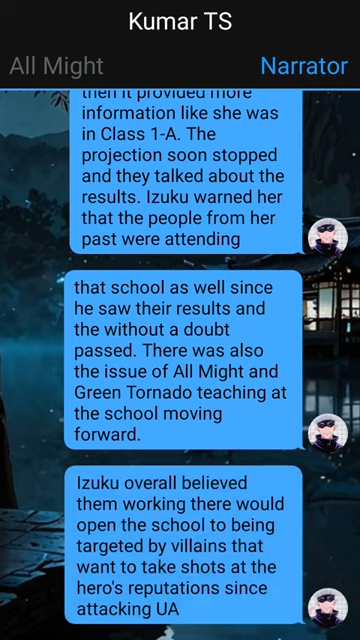 Kumar TS
All Might
Narrator
then it provided more
information like she was
in Class 1-A. The
projection soon stopped
and they talked about the
results. Izuku warned her
that the people from her
past were attending
that school as well since
he saw their results and
the without a doubt
passed. There was also
the issue of All Might and
Green Tornado teaching at
the school moving
forward.
Izuku overall believed
them working there would
open the school to being
targeted by villains that
want to take shots at the
hero's reputations since
attacking UA